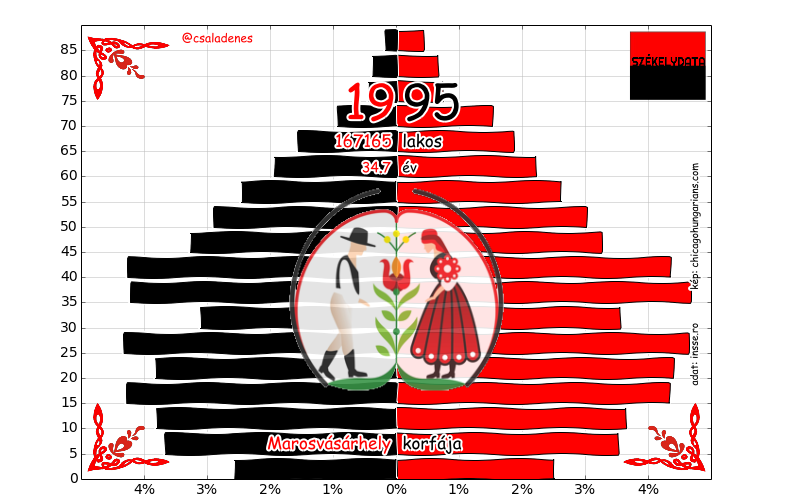 @csaladenes
SZÉKELYDATA
1995
167165 lakos
34.7 év
kép: chicagohungarians.com
adat: insse.ro
Marosvásárhely korfája
85
80
75
70
65
60
55
50
45
40
35
30
25
20
15
10
5
0
4% 3% 2% 1% 0% 1% 2% 3% 4%